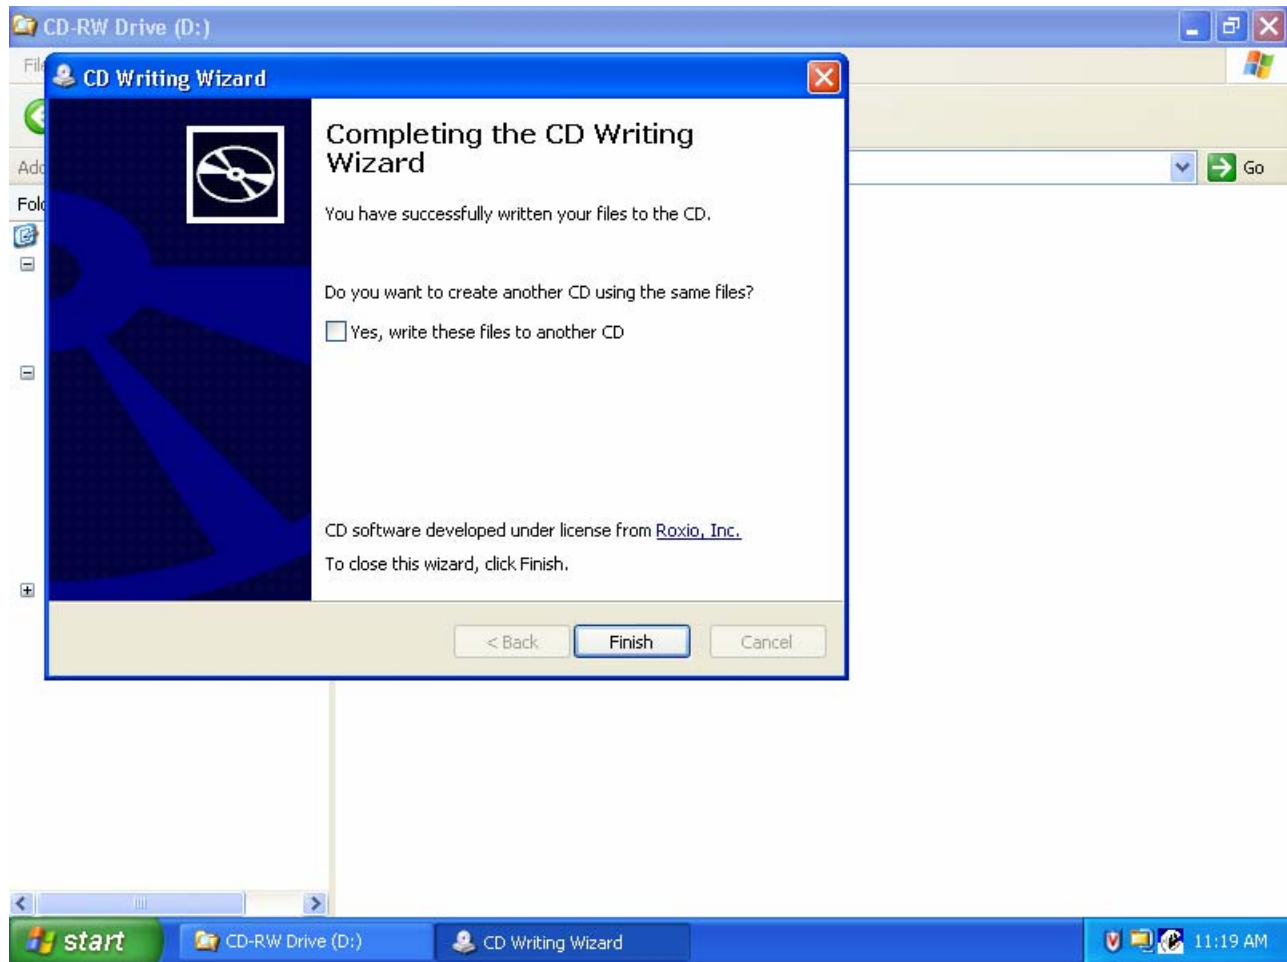 CD-RW Drive (D:)
CD Writing Wizard
Completing the CD Writing
Wizard
You have successfully written your files to the CD.
Go
Do you want to create another CD using the same files?
Yes, write these files to another CD
CD software developed under license from Roxio, Inc.
To close this wizard, click Finish.
< Back Finish Cancel
start CD-RW Drive (D:) CD Writing Wizard 11:19 AM